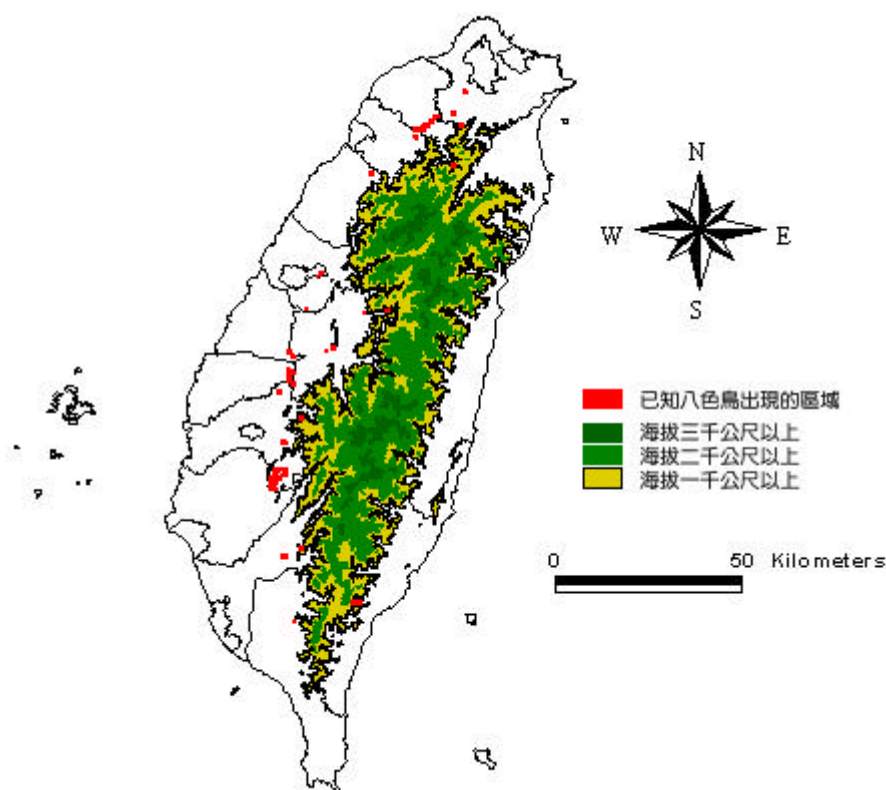 N
W E
S
已知八色鳥出現的區域
海拔三千公尺以上
海拔二千公尺以上
海拔一千公尺以上
0 50 Kilometers